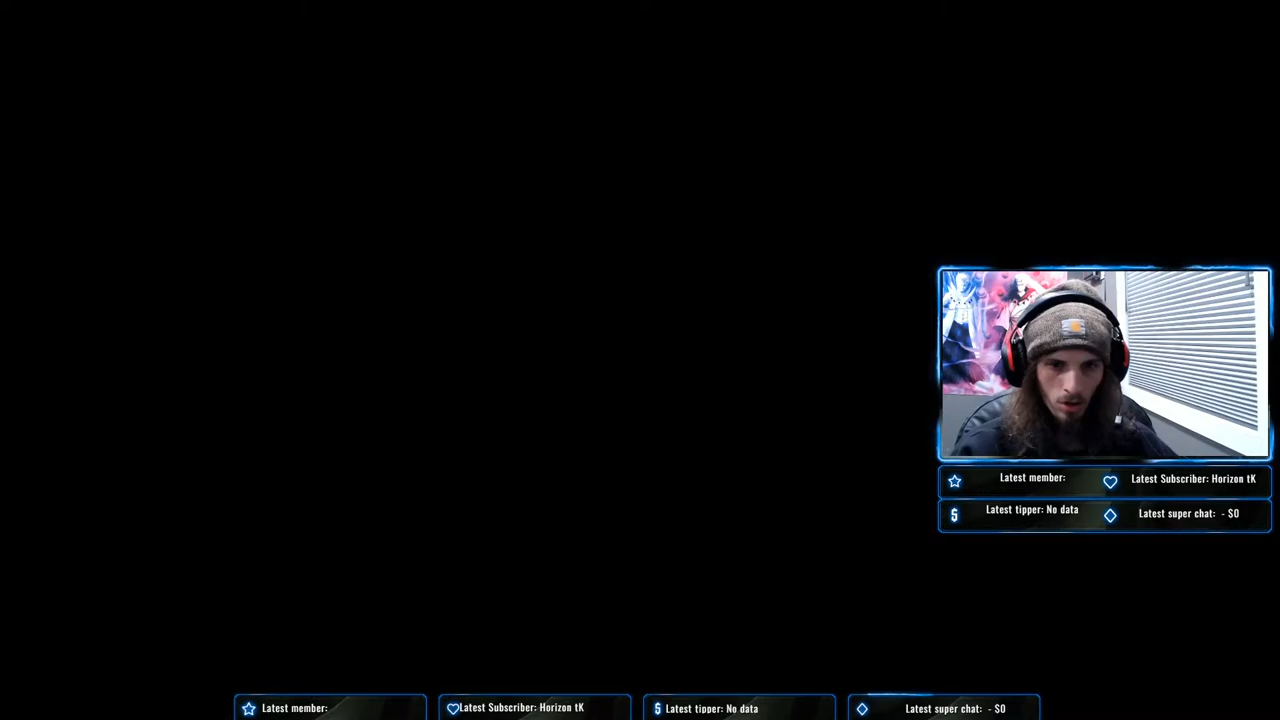 Latest member:
Latest Subscriber: Horizon tK
Latest tipper: No data
Latest super chat: - $0
Latest member:
Latest Subscriber: Horizon tK
Latest tipper: No data
Latest super chat: - $0